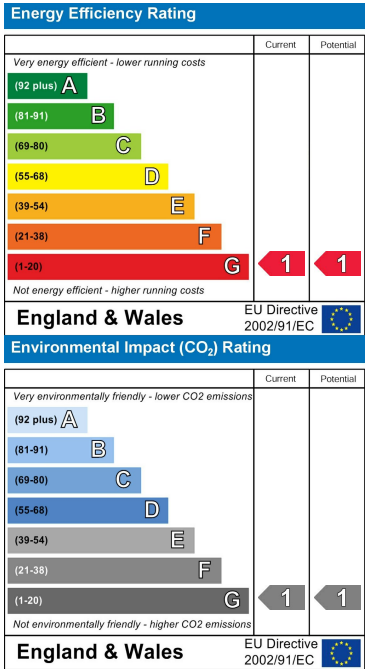 Energy Efficiency Rating
Current Potential
Very energy efficient - lower running costs
(92 plus) A
(81-91) B
(69-80) C
(55-68) D
(39-54) E
(21-38) F
(1-20) G 1 1
Not energy efficient - higher running costs
England & Wales EU Directive
2002/91/EC
Environmental Impact (CO₂) Rating
Current Potential
Very environmentally friendly - lower CO2 emissions
(92 plus) A
(81-91) B
(69-80) C
(55-68) D
(39-54) E
(21-38) F
(1-20) G 1 1
Not environmentally friendly - higher CO2 emissions
England & Wales EU Directive
2002/91/EC